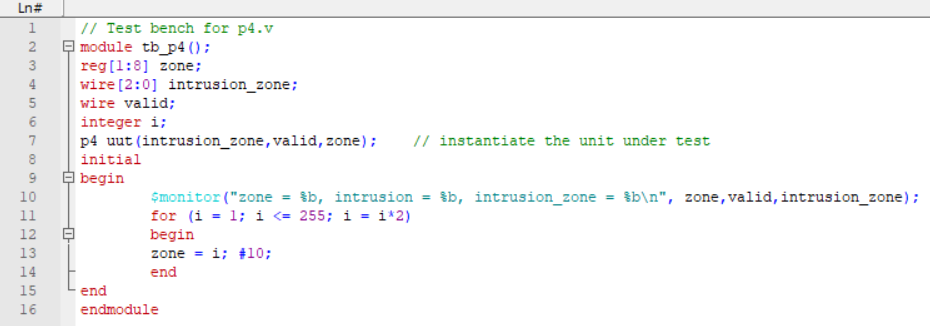 Ln#
1 // Test bench for p4.v
2 module tb_p4();
3 reg[1:8] zone;
4 wire[2:0] intrusion_zone;
5 wire valid;
6 integer i;
7 p4 uut(intrusion_zone,valid,zone);    // instantiate the unit under test
8 initial
9 begin
10         $monitor("zone = %b, intrusion = %b, intrusion_zone = %b\n", zone,valid,intrusion_zone);
11         for (i = 1; i <= 255; i = i*2)
12         begin
13         zone = i; #10;
14         end
15 end
16 endmodule